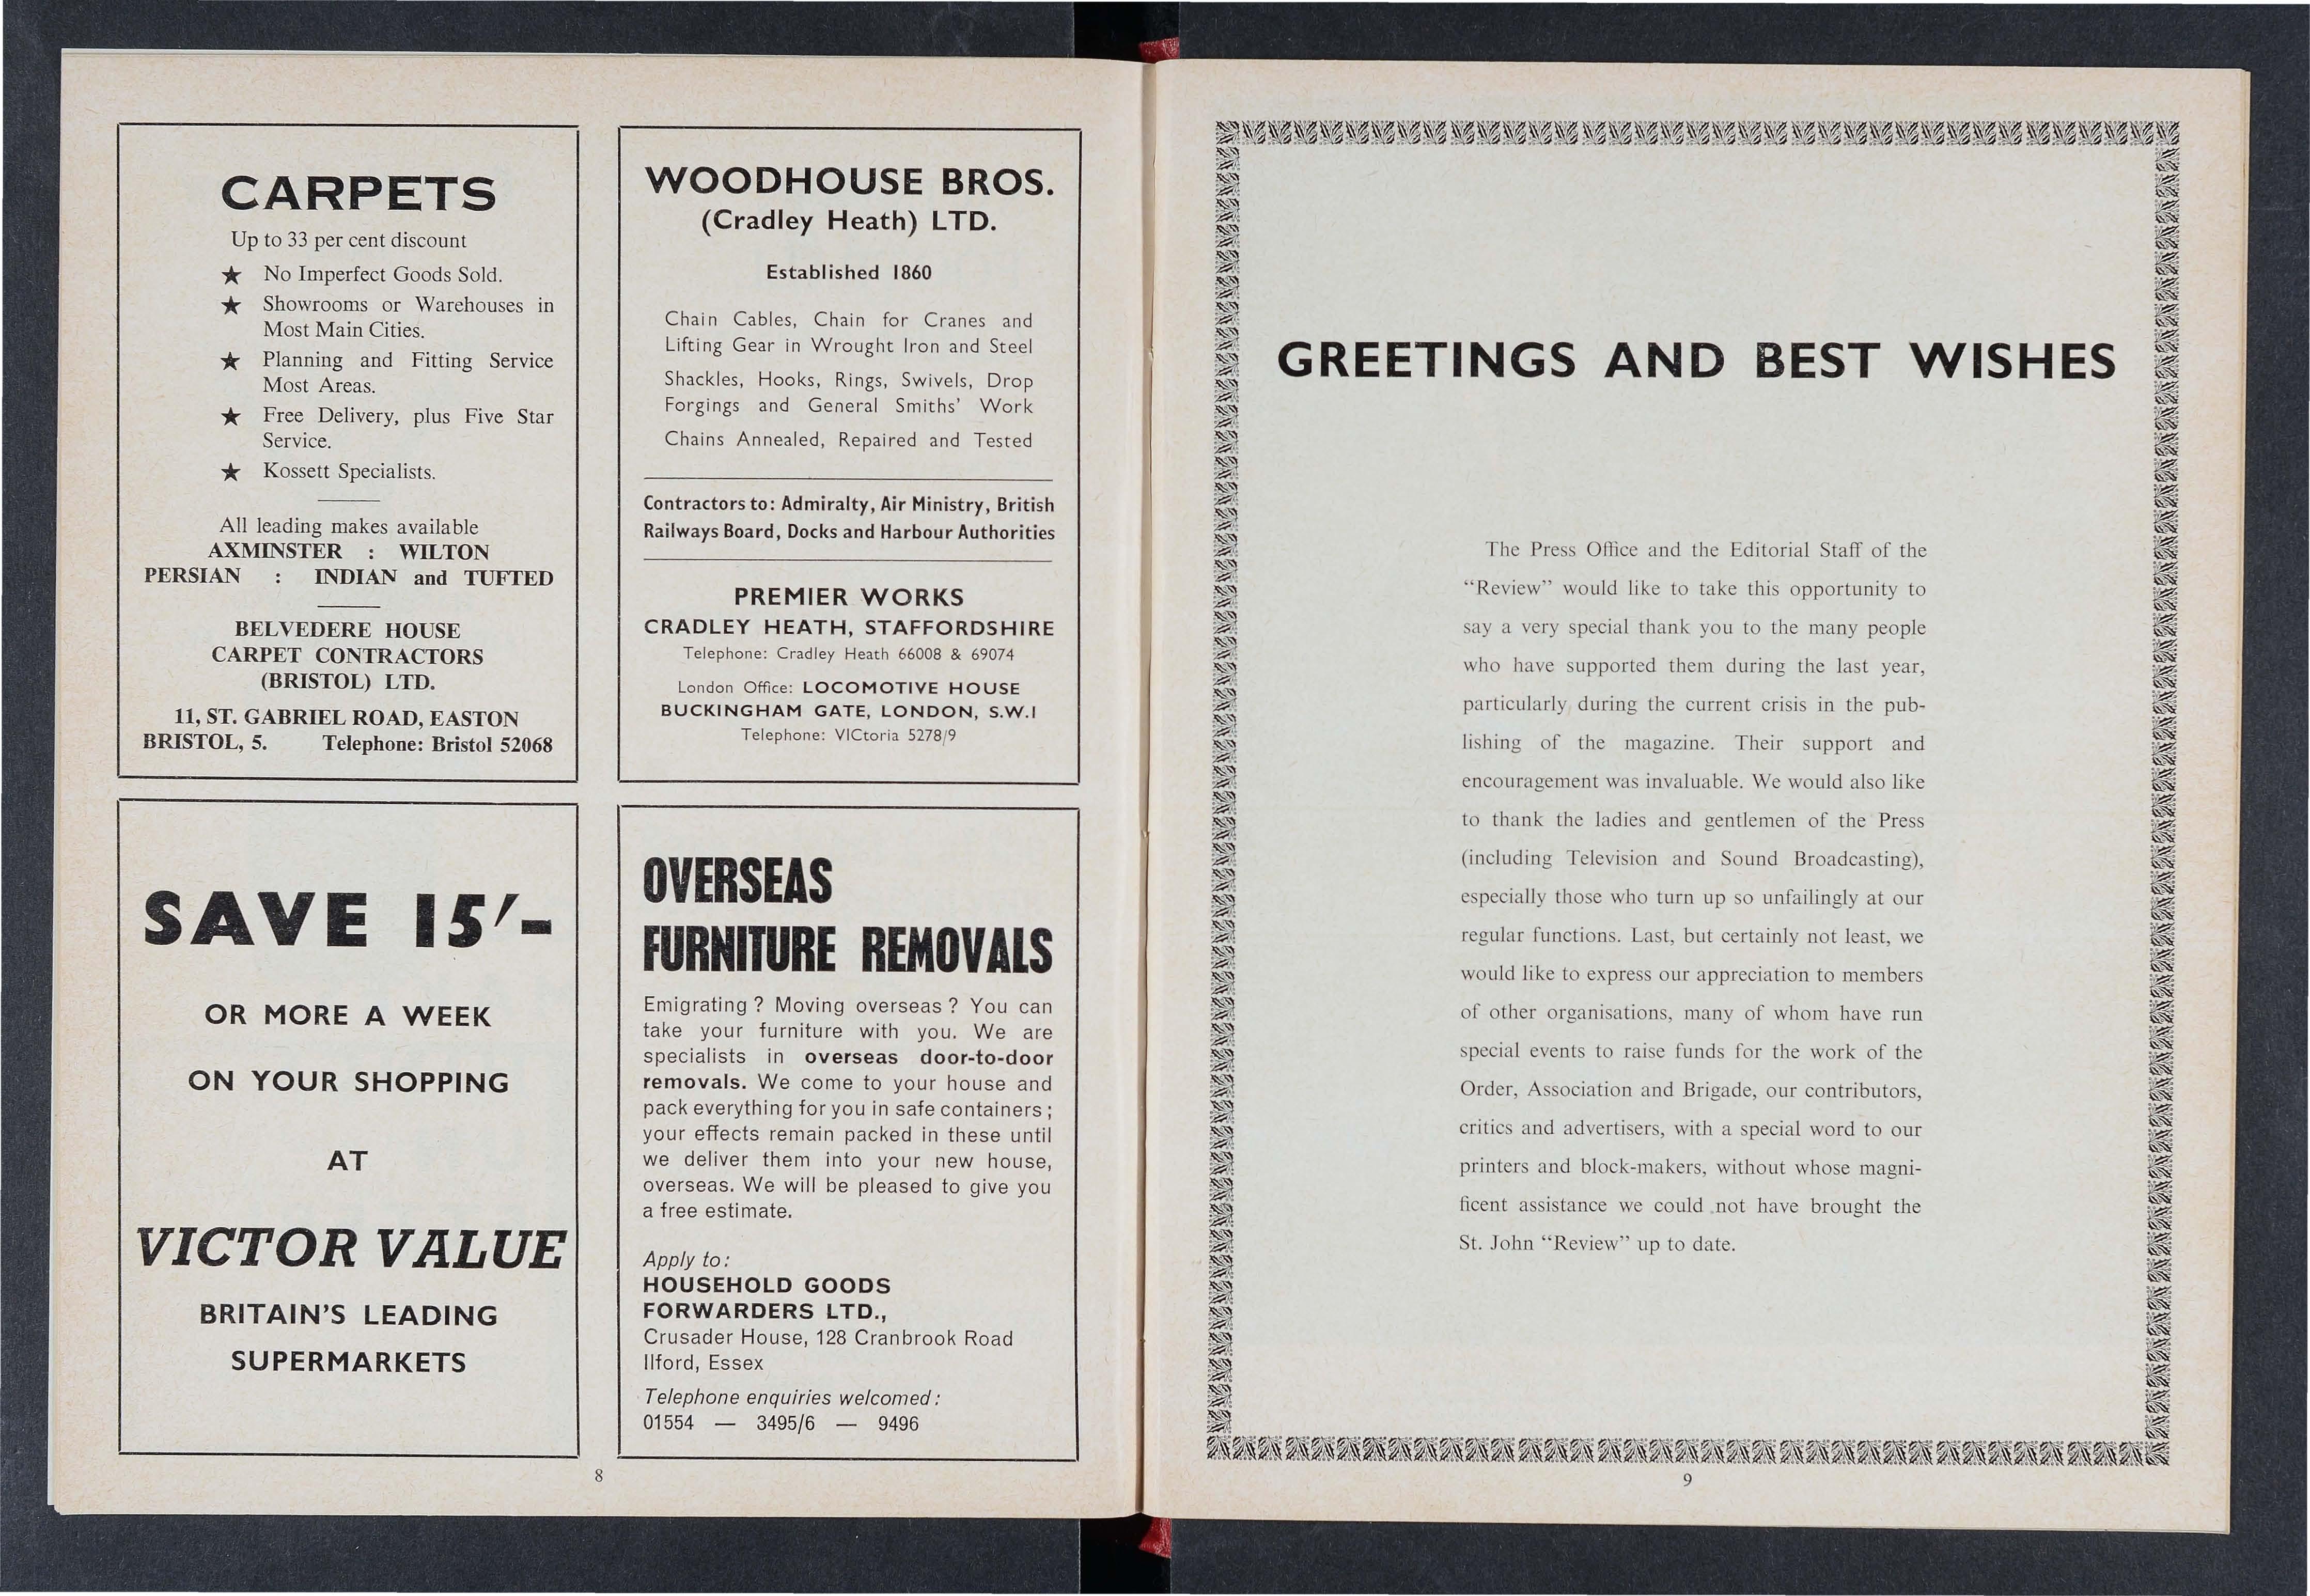 CARPETS
Up to 33 per cent discount
★ No Imperfect Goods Sold.
★ Showrooms or Warehouses in
Most Main Cities.
★ Planning and Fitting Service
Most Areas.
★ Free Delivery, plus Five Star
Service.
★ Kossett Specialists.
All leading makes available
AXMINSTER : WILTON
PERSIAN : INDIAN and TUFTED
BELVEDERE HOUSE
CARPET CONTRACTORS
(BRISTOL) LTD.
11, ST. GABRIEL ROAD, EASTON
BRISTOL, 5. Telephone: Bristol 52068
SAVE 15/-
OR MORE A WEEK
ON YOUR SHOPPING
AT
VICTOR VALUE
BRITAIN'S LEADING
SUPERMARKETS
WOODHOUSE BROS.
(Cradley Heath) LTD.
Established 1860
Chain Cables, Chain for Cranes and
Lifting Gear in Wrought Iron and Steel
Shackles, Hooks, Rings, Swivels, Drop
Forgings and General Smiths' Work
Chains Annealed, Repaired and Tested
Contractors to: Admiralty, Air Ministry, British
Railways Board, Docks and Harbour Authorities
PREMIER WORKS
CRADLEY HEATH, STAFFORDSHIRE
Telephone: Cradley Heath 66008 & 69074
London Office: LOCOMOTIVE HOUSE
BUCKINGHAM GATE, LONDON, S.W.1
Telephone: VICtoria 5278/9
OVERSEAS
FURNITURE REMOVALS
Emigrating? Moving overseas? You can
take your furniture with you. We are
specialists in overseas door-to-door
removals. We come to your house and
pack everything for you in safe containers;
your effects remain packed in these until
we deliver them into your new house,
overseas. We will be pleased to give you
a free estimate.
Apply to:
HOUSEHOLD GOODS
FORWARDERS LTD.,
Crusader House, 128 Cranbrook Road
Ilford, Essex
Telephone enquiries welcomed:
01554 — 3495/6 — 9496
8
GREETINGS AND BEST WISHES
The Press Office and the Editorial Staff of the
“Review” would like to take this opportunity to
say a very special thank you to the many people
who have supported them during the last year,
particularly during the current crisis in the pub-
lishing of the magazine. Their support and
encouragement was invaluable. We would also like
to thank the ladies and gentlemen of the Press
(including Television and Sound Broadcasting),
especially those who turn up so unfailingly at our
regular functions. Last, but certainly not least, we
would like to express our appreciation to members
of other organisations, many of whom have run
special events to raise funds for the work of the
Order, Association and Brigade, our contributors,
critics and advertisers, with a special word to our
printers and block-makers, without whose magni-
ficent assistance we could not have brought the
St. John “Review” up to date.
9